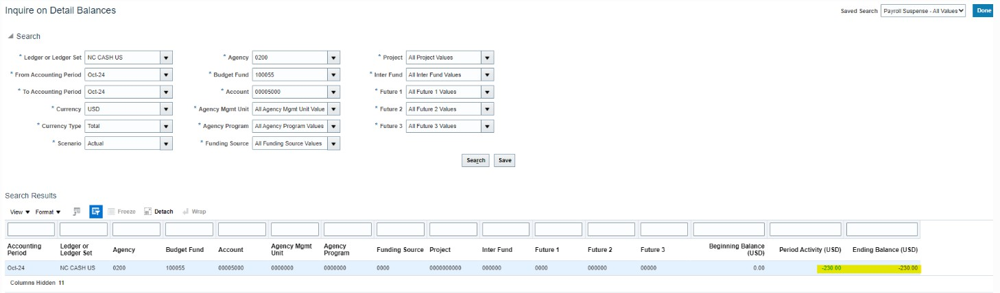 Inquire on Detail Balances
Saved Search Payroll Suspense - All Values Done
Search
* Ledger or Ledger Set NC CASH US * Agency 0200 * Project All Project Values
* From Accounting Period Oct-24 * Budget Fund 100055 * Inter Fund All Inter Fund Values
* To Accounting Period Oct-24 * Account 00005000 * Future 1 All Future 1 Values
* Currency USD * Agency Mgmt Unit All Agency Mgmt Unit Value * Future 2 All Future 2 Values
* Currency Type Total * Agency Program All Agency Program Values * Future 3 All Future 3 Values
* Scenario Actual * Funding Source All Funding Source Values
Search Save
Search Results
View Format Freeze Detach Wrap
Accounting Period Ledger or Ledger Set Agency Budget Fund Account Agency Mgmt Unit Agency Program Funding Source Project Inter Fund Future 1 Future 2 Future 3 Beginning Balance (USD) Period Activity (USD) Ending Balance (USD)
Oct-24 NC CASH US 0200 100055 00005000 0000000 0000000 0000 0000000000 000000 0000 000000 00000 0.00 -230.00 -230.00
Columns Hidden 11